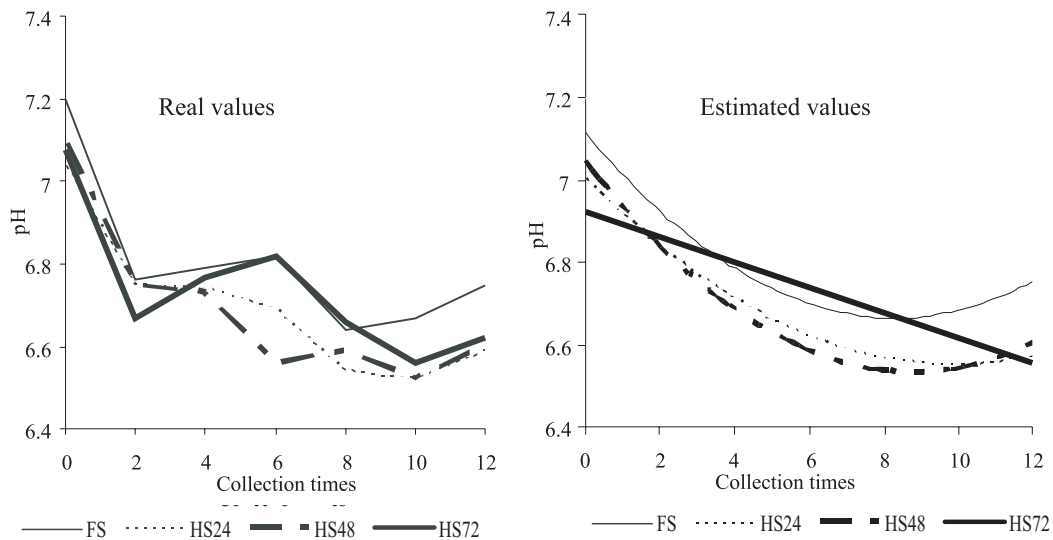 7.4
7.2
7
6.8
6.6
6.4
pH
Real values
0 2 4 6 8 10 12
Collection times
FS HS24 HS48 HS72
7.4
7.2
7
6.8
6.6
6.4
pH
Estimated values
0 2 4 6 8 10 12
Collection times
FS HS24 HS48 HS72